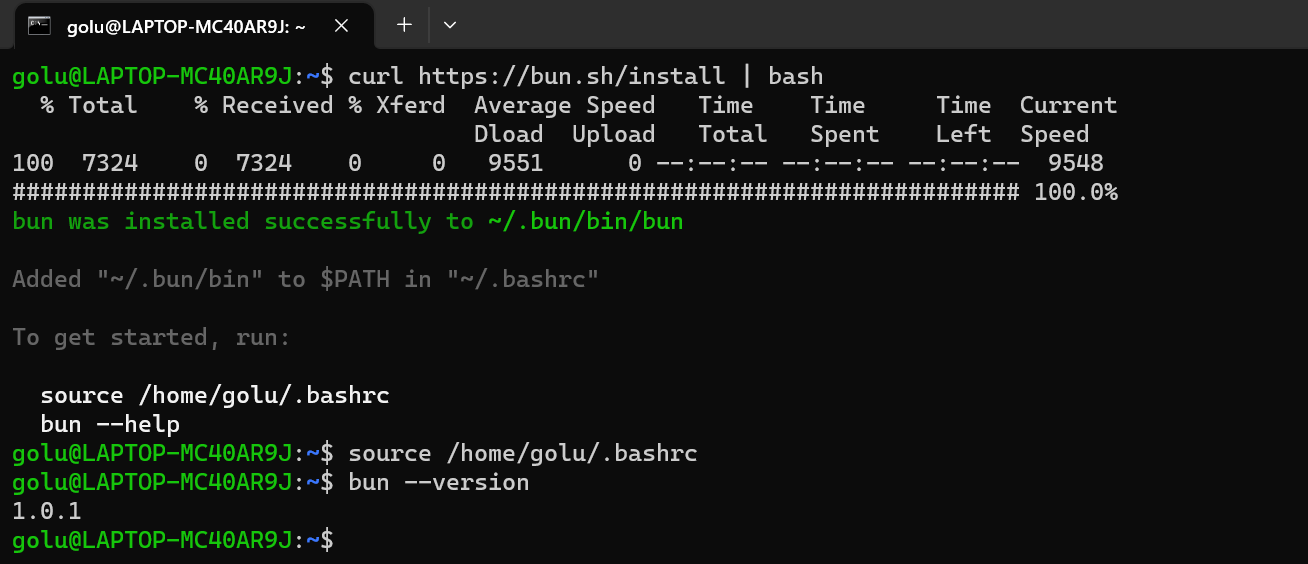 golu@LAPTOP-MC40AR9J: ~
golu@LAPTOP-MC40AR9J:~$ curl https://bun.sh/install | bash
  % Total    % Received % Xferd  Average Speed   Time    Time     Time  Current
                                 Dload  Upload   Total   Spent    Left  Speed
100  7324    0  7324    0     0   9551      0 --:--:-- --:--:-- --:--:--  9548
######################################################################## 100.0%
bun was installed successfully to ~/.bun/bin/bun
Added "~/.bun/bin" to $PATH in "~/.bashrc"
To get started, run:
  source /home/golu/.bashrc
  bun --help
golu@LAPTOP-MC40AR9J:~$ source /home/golu/.bashrc
golu@LAPTOP-MC40AR9J:~$ bun --version
1.0.1
golu@LAPTOP-MC40AR9J:~$